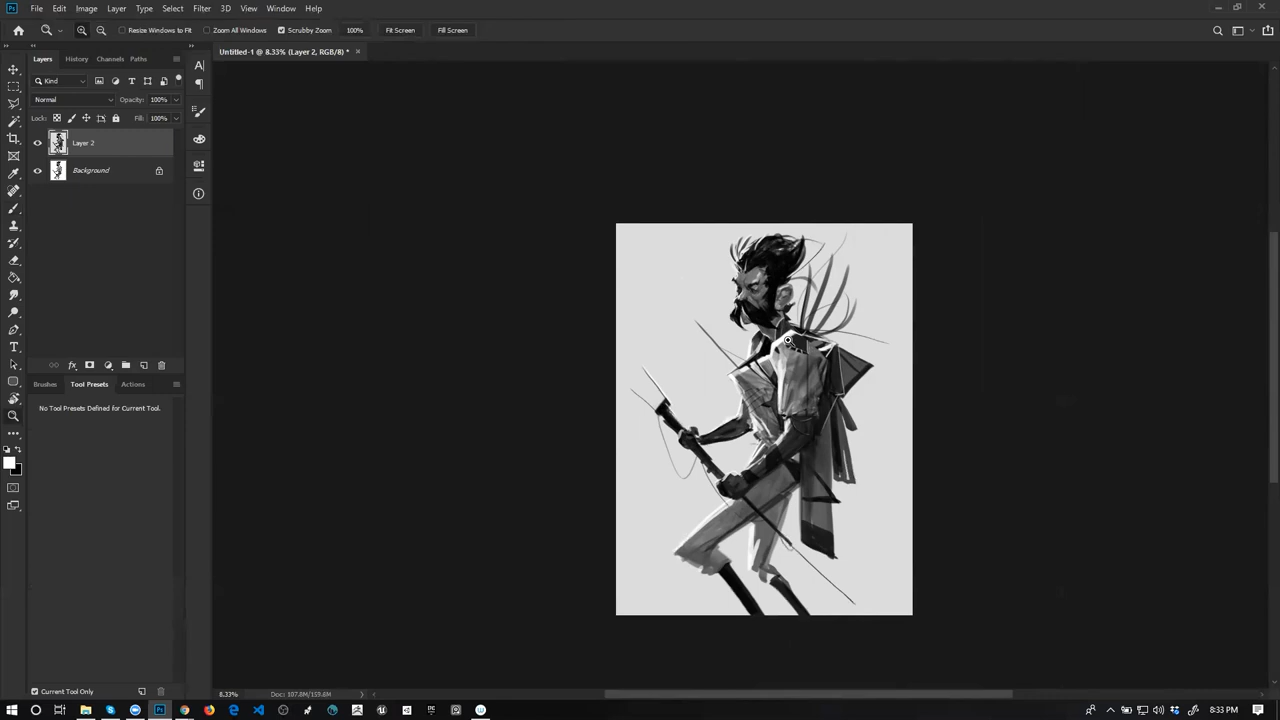 Ps File Edit Image Layer Type Select Filter 3D View Window Help
Resize Windows to Fit Zoom All Windows Scrubby Zoom 100% Fit Screen Fill Screen
Untitled-1 @ 8.33% (Layer 2, RGB/8) * ×
Layers History Channels Paths
Kind
Normal Opacity: 100%
Lock: Fill: 100%
Layer 2
Background
Brushes Tool Presets Actions
No Tool Presets Defined for Current Tool.
Current Tool Only
8.33% Doc: 107.8M/159.6M
8:33 PM